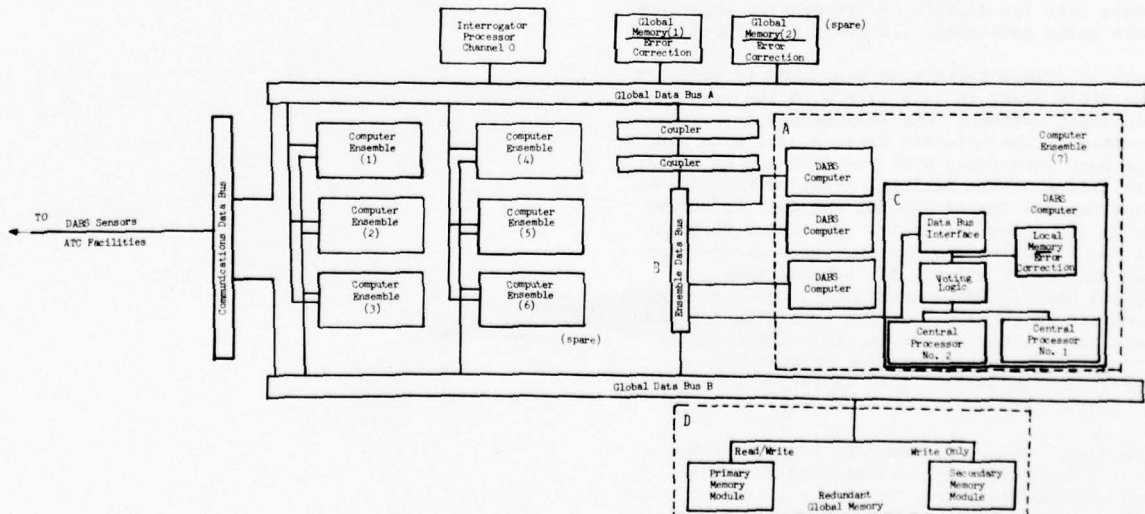 Interrogator
Processor
Channel 0
Global
Memory(1)
Error
Correction
Global
Memory(2)
Error
Correction
(spare)
Global Data Bus A
Coupler
Coupler
A
Computer
Ensemble
(7)
Computer
Ensemble
(1)
Computer
Ensemble
(4)
DABS
Computer
C
DABS
Computer
Communications Data Bus
TO DABS Sensors
ATC Facilities
Computer
Ensemble
(2)
Computer
Ensemble
(5)
B
Ensemble Data Bus
DABS
Computer
Data Bus
Interface
Local
Memory
Error
Correction
Computer
Ensemble
(3)
Computer
Ensemble
(6)
(spare)
DABS
Computer
Voting
Logic
Central
Processor
No. 2
Central
Processor
No. 1
Global Data Bus B
D
Read/Write
Write Only
Primary
Memory
Module
Redundant
Global Memory
Secondary
Memory
Module